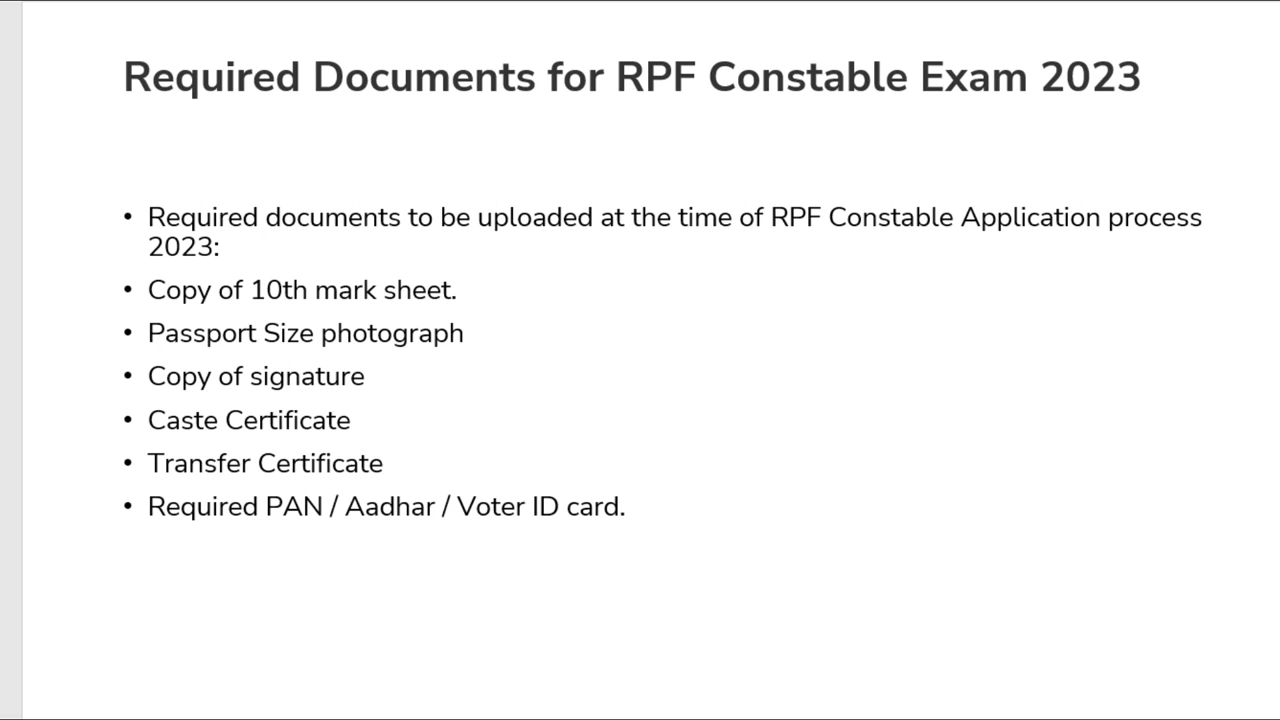 Required Documents for RPF Constable Exam 2023
• Required documents to be uploaded at the time of RPF Constable Application process
2023:
• Copy of 10th mark sheet.
• Passport Size photograph
• Copy of signature
• Caste Certificate
• Transfer Certificate
• Required PAN / Aadhar / Voter ID card.